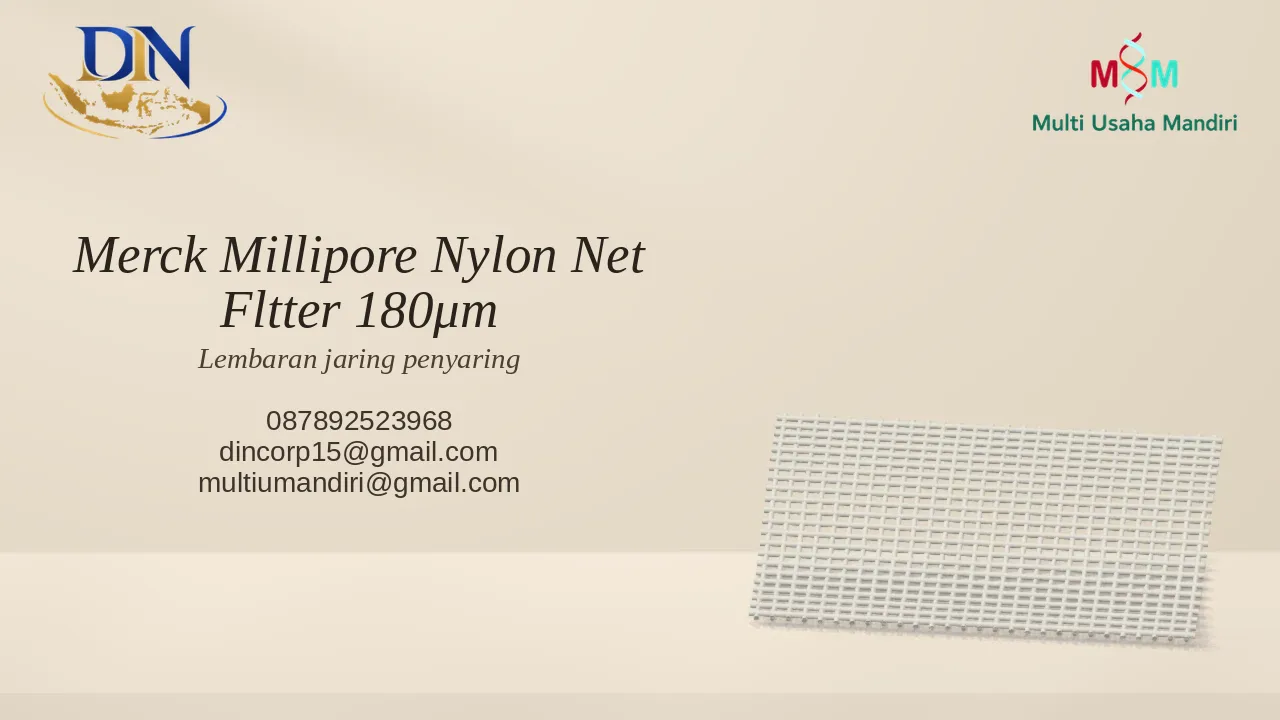 DIN
M M
Multi Usaha Mandiri
Merck Millipore Nylon Net
Fltter 180μm
Lembaran jaring penyaring
087892523968
dincorp15@gmail.com
multiumandiri@gmail.com